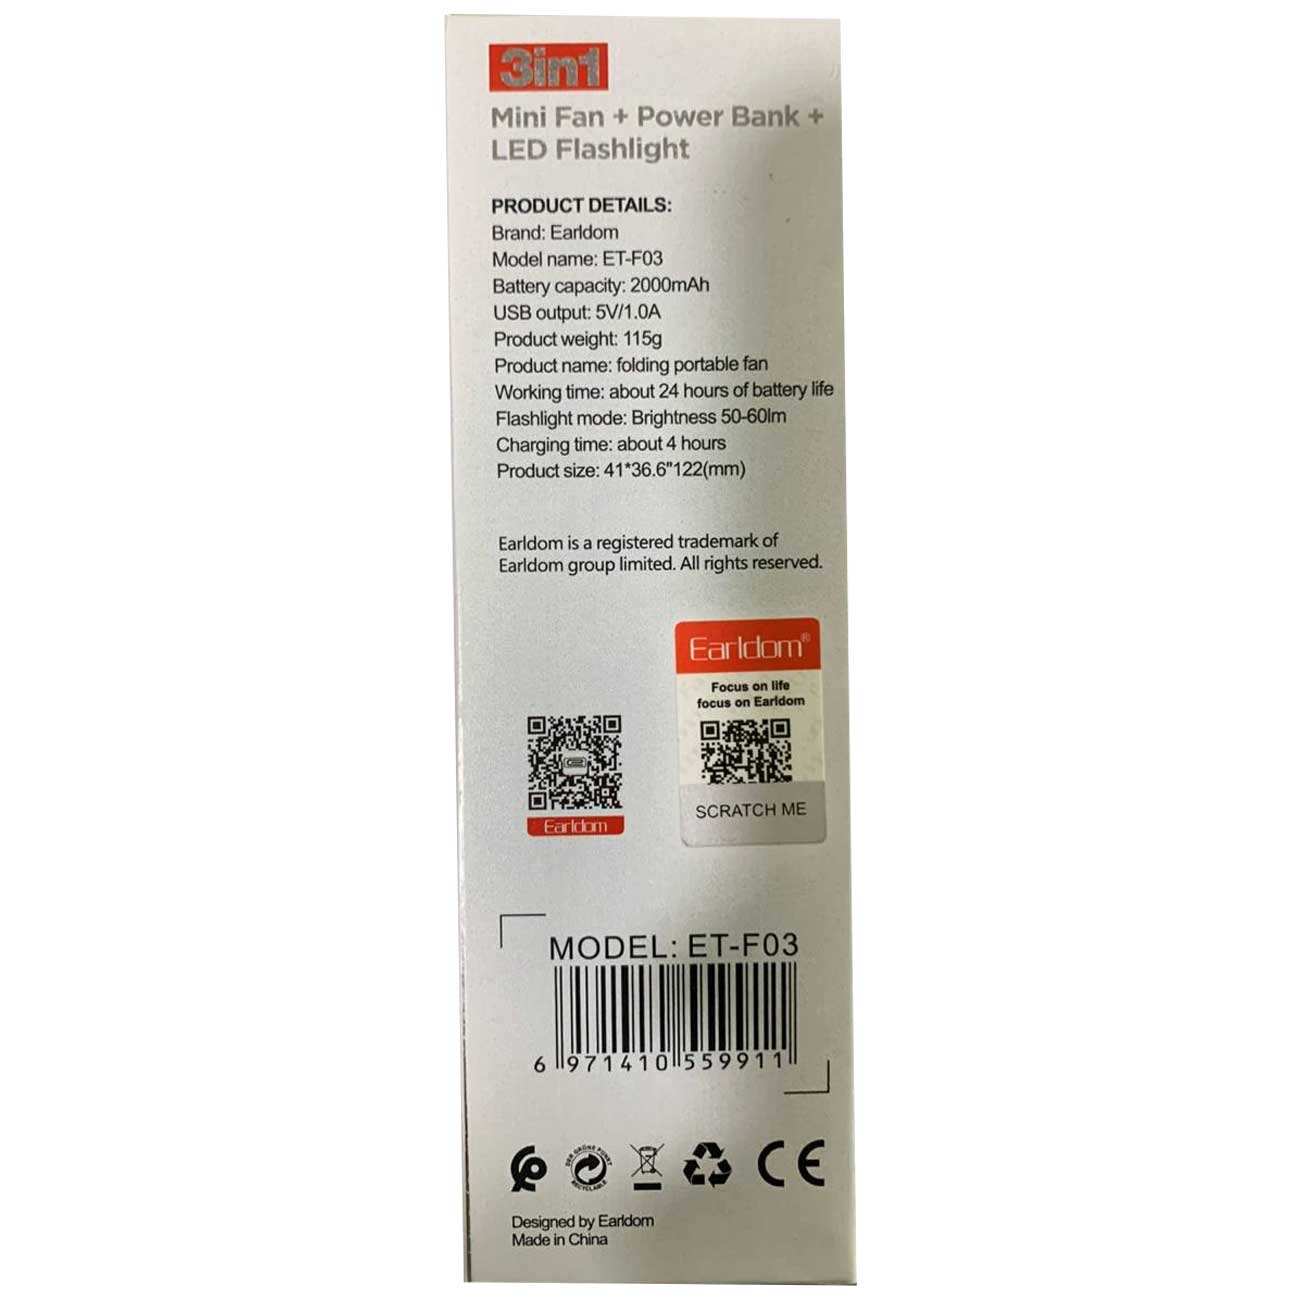 3in1
Mini Fan + Power Bank +
LED Flashlight
PRODUCT DETAILS:
Brand: Earldom
Model name: ET-F03
Battery capacity: 2000mAh
USB output: 5V/1.0A
Product weight: 115g
Product name: folding portable fan
Working time: about 24 hours of battery life
Flashlight mode: Brightness 50-60lm
Charging time: about 4 hours
Product size: 41*36.6"122(mm)
Earldom is a registered trademark of
Earldom group limited. All rights reserved.
Earldom®
Focus on life
focus on Earldom
SCRATCH ME
Earldom
MODEL: ET-F03
6 971410 559911
DER GRÜNE PUNKT
RECYCLABLE
CE
Designed by Earldom
Made in China